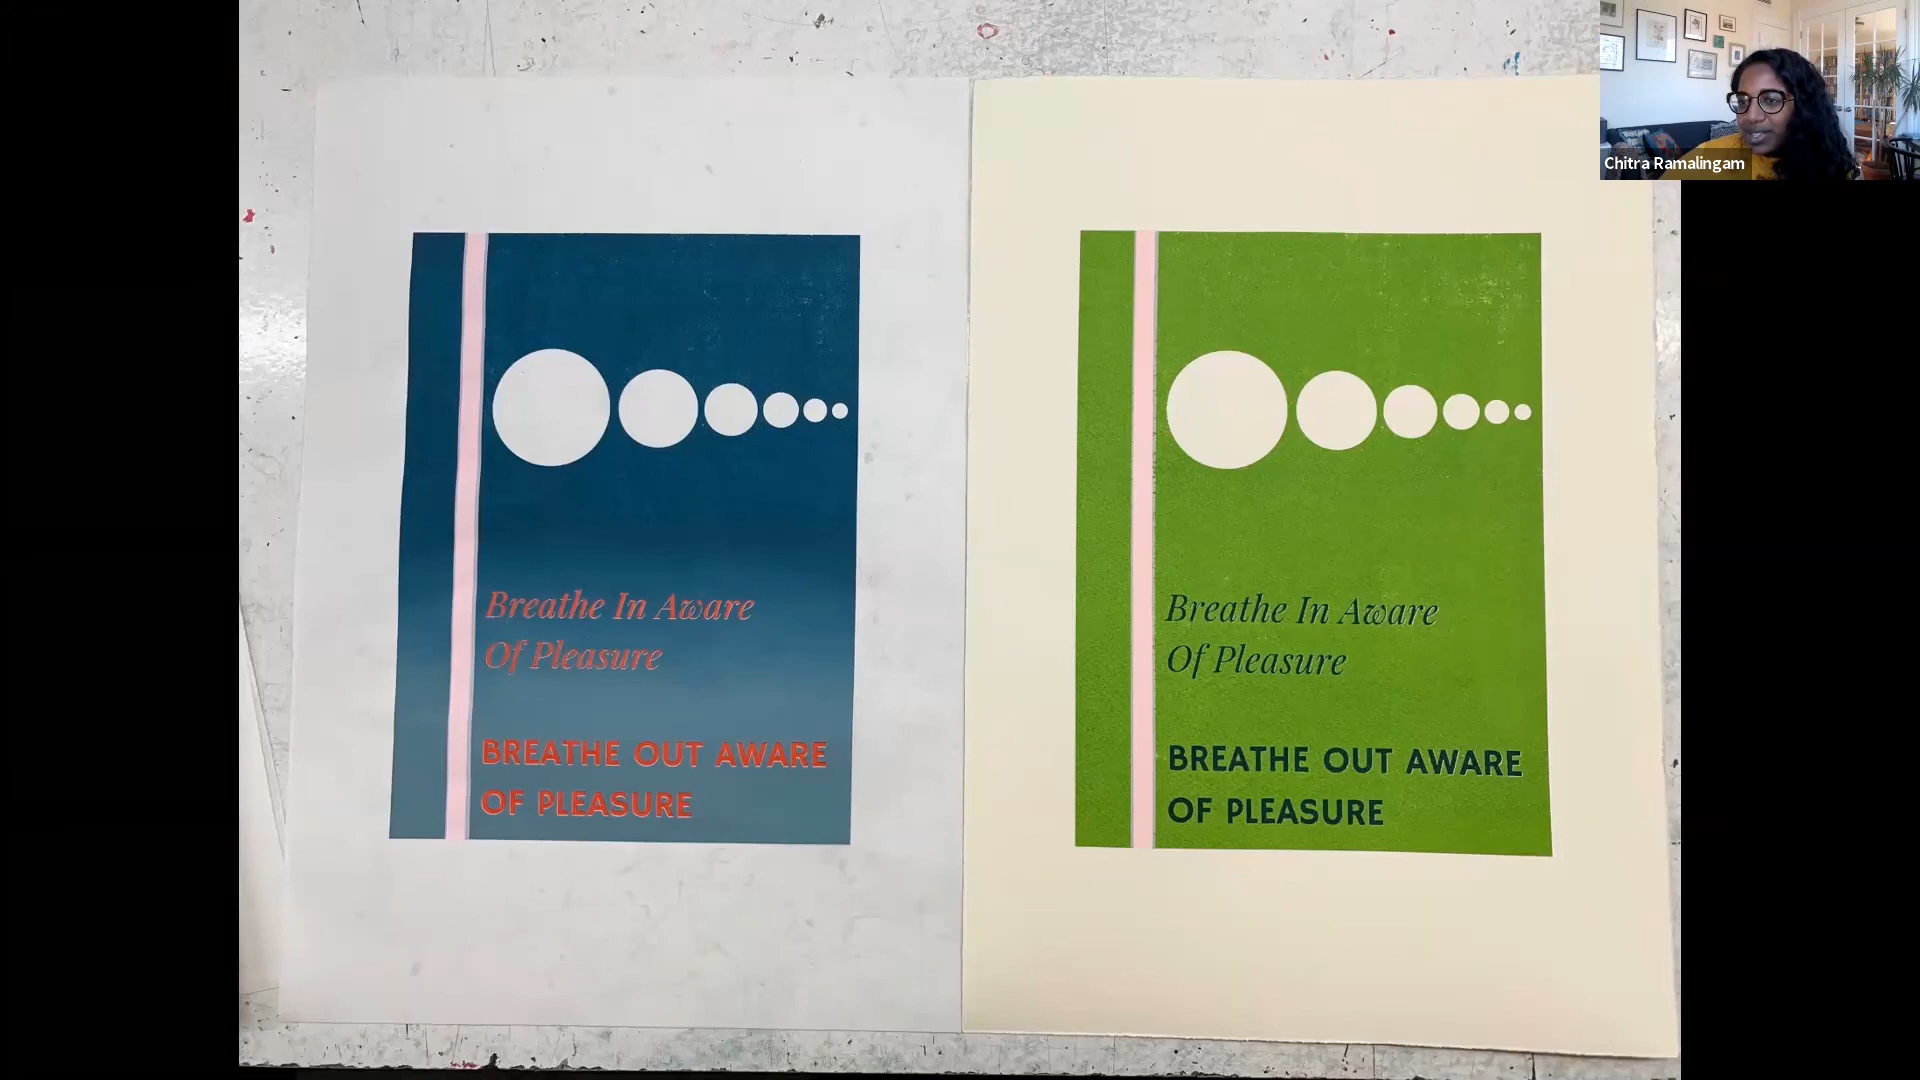 Breathe In Aware
Of Pleasure
BREATHE OUT AWARE
OF PLEASURE
Breathe In Aware
Of Pleasure
BREATHE OUT AWARE
OF PLEASURE
Chitra Ramalingam